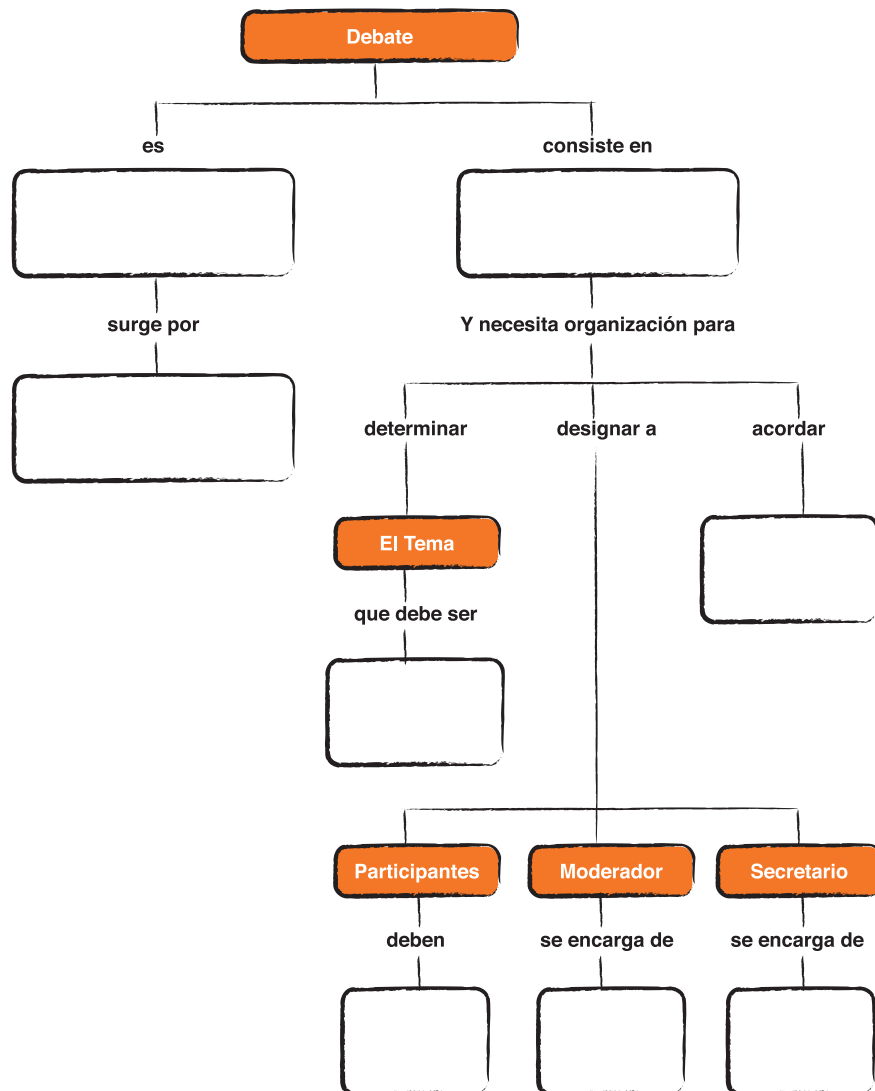 Debate
es
consiste en
surge por
Y necesita organización para
determinar
designar a
acordar
El Tema
que debe ser
Participantes
Moderador
Secretario
deben
se encarga de
se encarga de